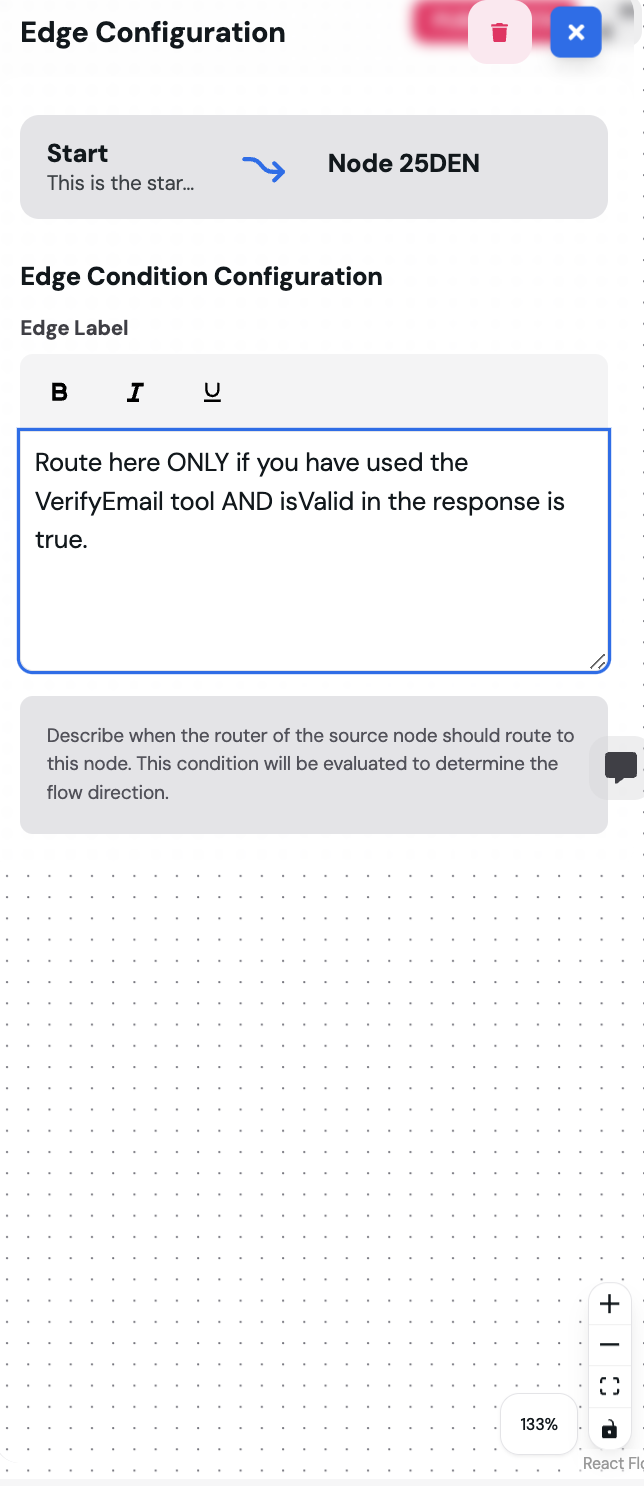 Edge Configuration
Start
This is the star...
Node 25DEN
Edge Condition Configuration
Edge Label
B I U
Route here ONLY if you have used the
VerifyEmail tool AND isValid in the response is
true.
Describe when the router of the source node should route to
this node. This condition will be evaluated to determine the
flow direction.
133%
React Flo